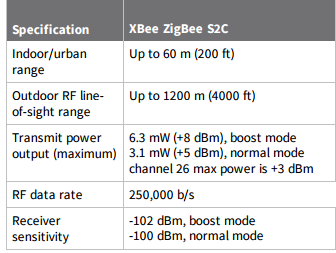 Specification XBee ZigBee S2C
Indoor/urban Up to 60 m (200 ft)
range
Outdoor RF line- Up to 1200 m (4000 ft)
of-sight range
Transmit power 6.3 mW (+8 dBm), boost mode
output (maximum) 3.1 mW (+5 dBm), normal mode
channel 26 max power is +3 dBm
RF data rate 250,000 b/s
Receiver -102 dBm, boost mode
sensitivity -100 dBm, normal mode